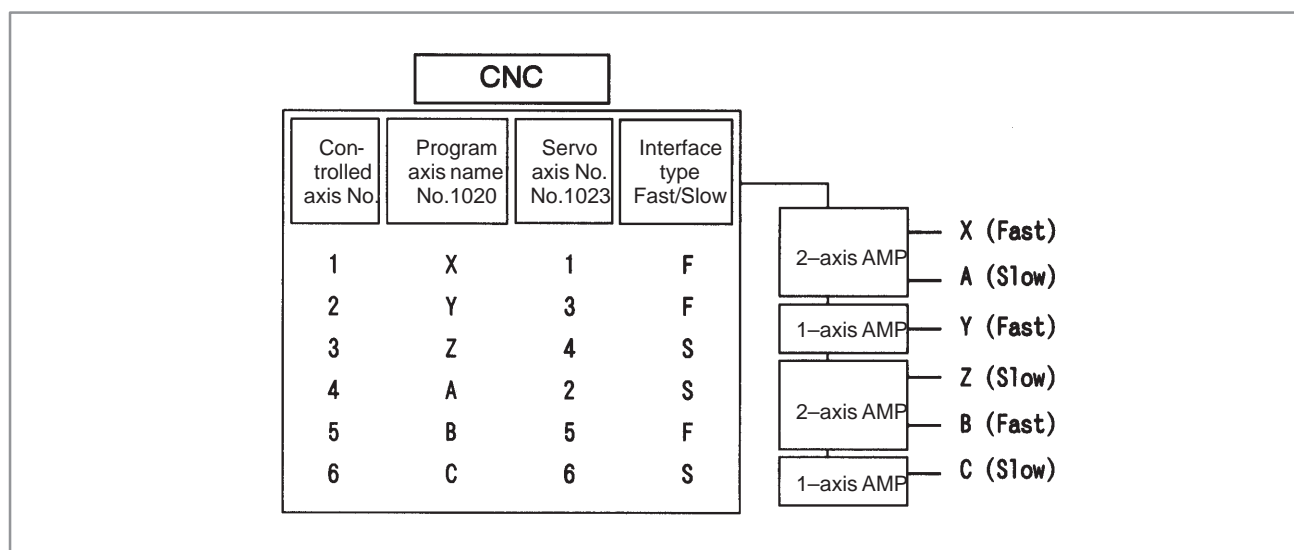 CNC
Con-
trolled
axis No.
Program
axis name
No.1020
Servo
axis No.
No.1023
Interface
type
Fast/Slow
1 X 1 F
2 Y 3 F
3 Z 4 S
4 A 2 S
5 B 5 F
6 C 6 S
2–axis AMP
X (Fast)
A (Slow)
1–axis AMP
Y (Fast)
2–axis AMP
Z (Slow)
B (Fast)
1–axis AMP
C (Slow)